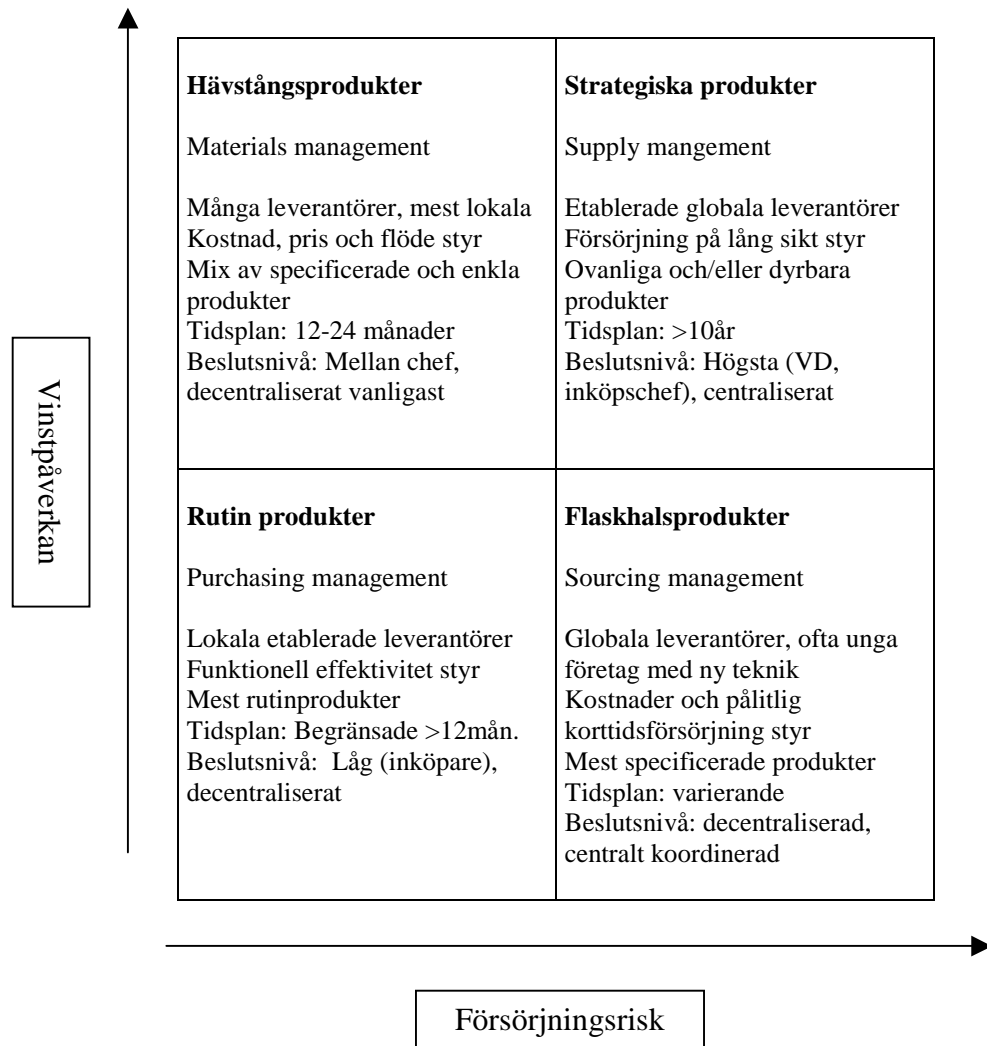 Hävstångsprodukter
Materials management
Många leverantörer, mest lokala
Kostnad, pris och flöde styr
Mix av specificerade och enkla
produkter
Tidsplan: 12-24 månader
Beslutsnivå: Mellan chef,
decentraliserat vanligast
Strategiska produkter
Supply mangement
Etablerade globala leverantörer
Försörjning på lång sikt styr
Ovanliga och/eller dyrbara
produkter
Tidsplan: >10år
Beslutsnivå: Högsta (VD,
inköpschef), centraliserat
Vinstpåverkan
Rutin produkter
Purchasing management
Lokala etablerade leverantörer
Funktionell effektivitet styr
Mest rutinprodukter
Tidsplan: Begränsade >12mån.
Beslutsnivå:  Låg (inköpare),
decentraliserat
Flaskhalsprodukter
Sourcing management
Globala leverantörer, ofta unga
företag med ny teknik
Kostnader och pålitlig
korttidsförsörjning styr
Mest specificerade produkter
Tidsplan: varierande
Beslutsnivå: decentraliserad,
centralt koordinerad
Försörjningsrisk